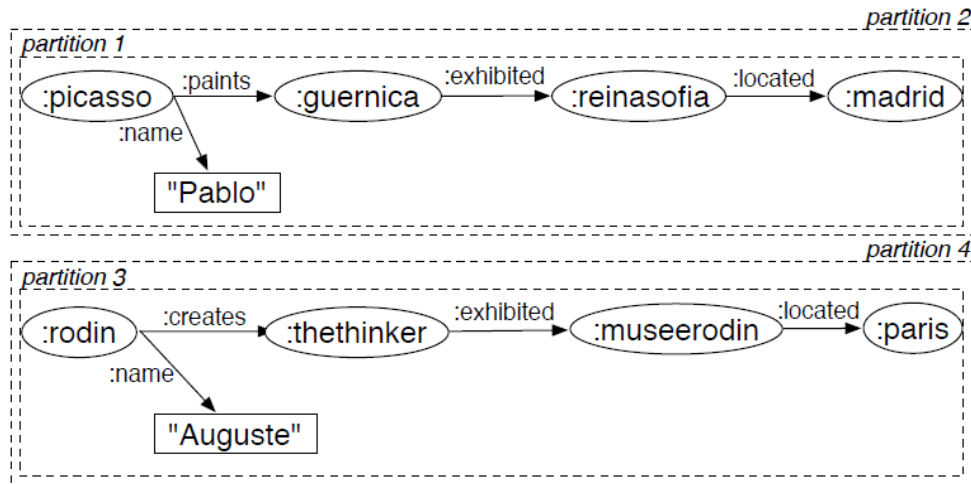 partition 2
partition 1
:picasso :paints :guernica :exhibited :reinasofia :located :madrid
:name
"Pablo"
partition 4
partition 3
:rodin :creates :thethinker :exhibited :museerodin :located :paris
:name
"Auguste"